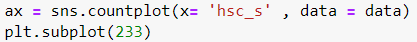 ax = sns.countplot(x= 'hsc_s' , data = data)
plt.subplot(233)